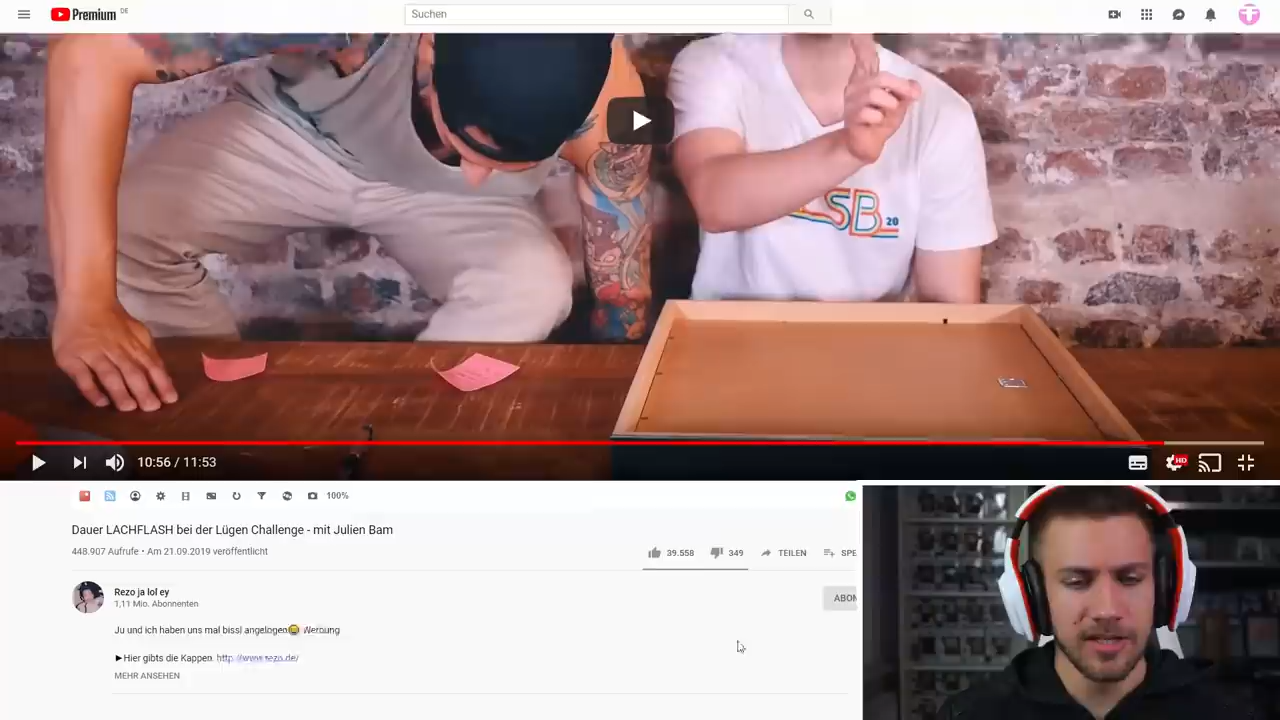 Premium DE
Suchen
SB 20
10:56 / 11:53
HD
100%
Dauer LACHFLASH bei der Lügen Challenge - mit Julien Bam
448.907 Aufrufe • Am 21.09.2019 veröffentlicht
39.558
349
TEILEN
SPE
Rezo ja lol ey
1,11 Mio. Abonnenten
ABON
Ju und ich haben uns mal bissl angelogen😂 Werbung
►Hier gibts die Kappen http://www.rezo.de/
MEHR ANSEHEN